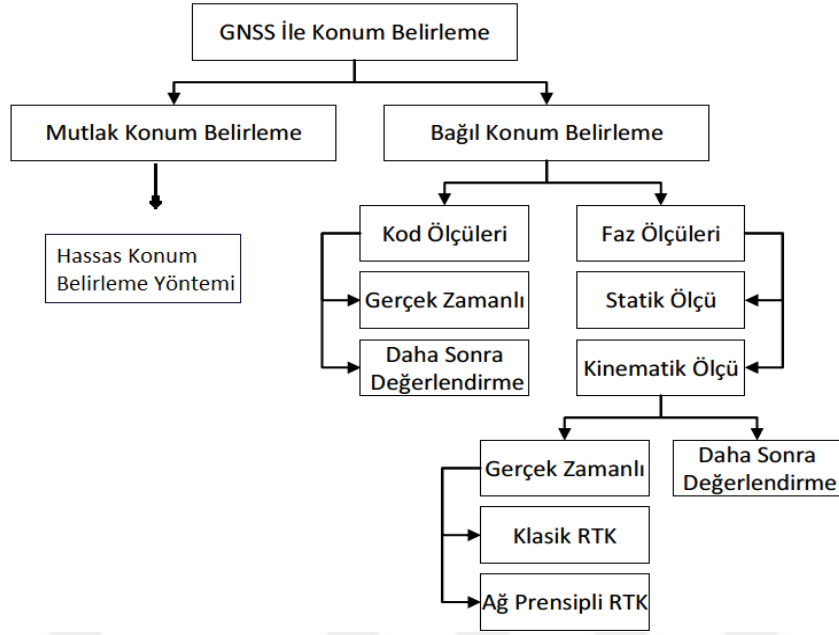 GNSS İle Konum Belirleme
Mutlak Konum Belirleme
Bağıl Konum Belirleme
Hassas Konum
Belirleme Yöntemi
Kod Ölçüleri
Faz Ölçüleri
Gerçek Zamanlı
Statik Ölçü
Daha Sonra
Değerlendirme
Kinematik Ölçü
Gerçek Zamanlı
Daha Sonra
Değerlendirme
Klasik RTK
Ağ Prensipli RTK